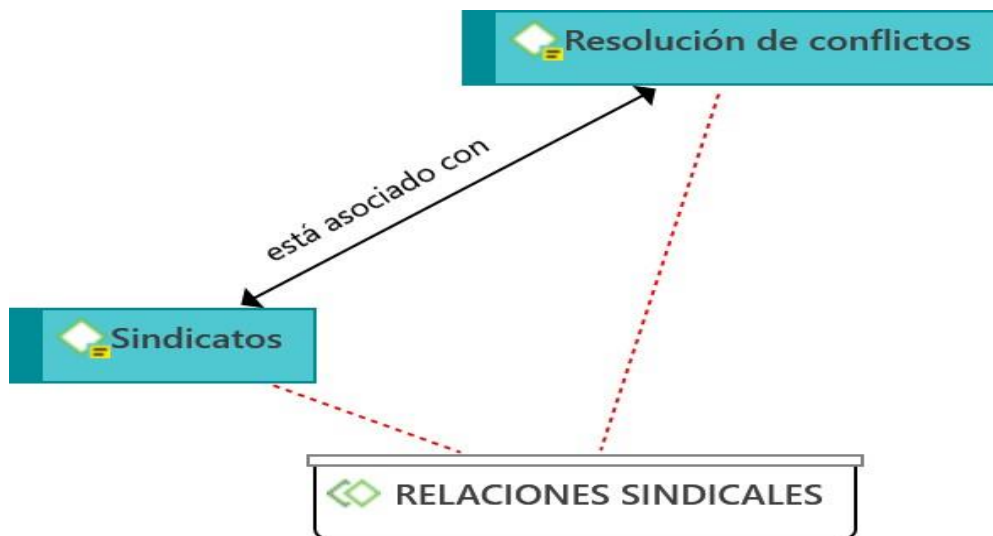 Resolución de conflictos
está asociado con
Sindicatos
RELACIONES SINDICALES